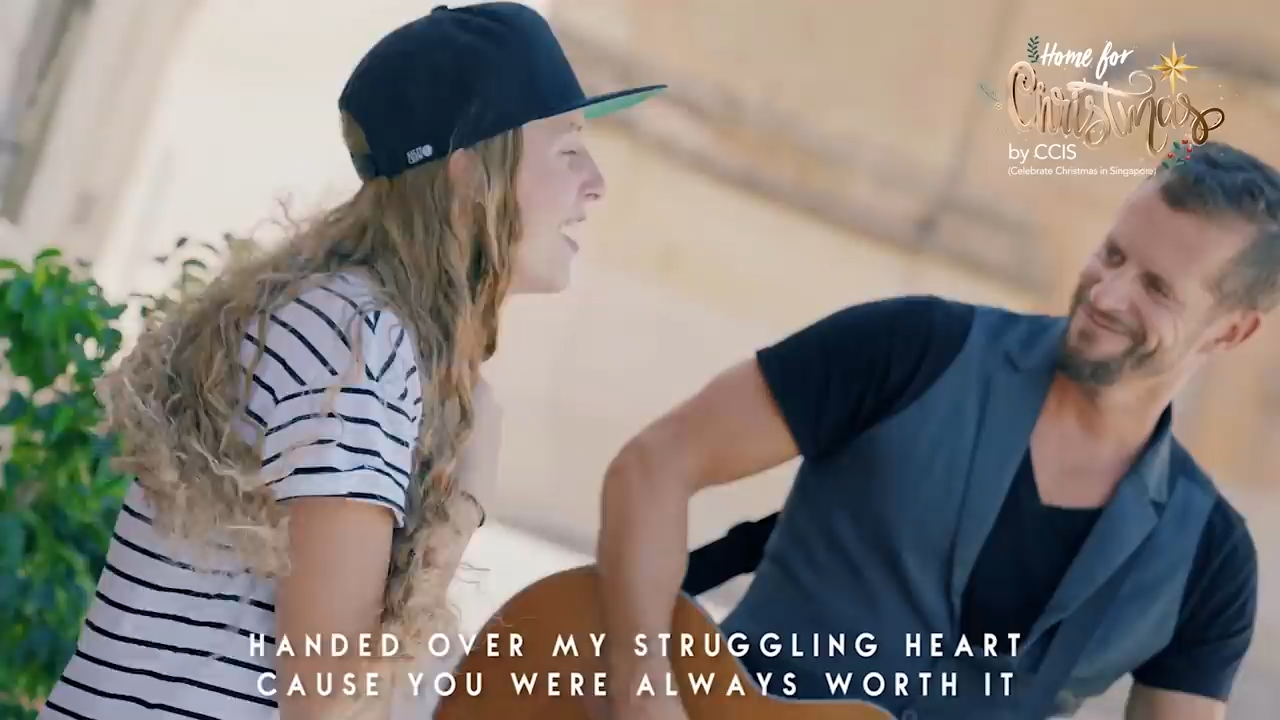 Home for
Christmas
by CCIS
(Celebrate Christmas in Singapore)
HANDED OVER MY STRUGGLING HEART
CAUSE YOU WERE ALWAYS WORTH IT